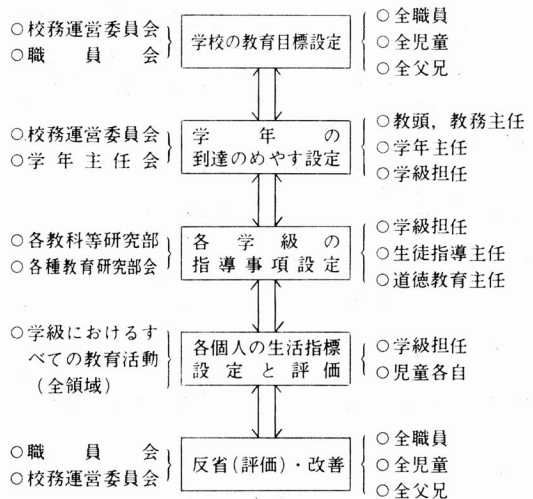 ○校務運営委員会
○職員会
学校の教育目標設定
○全職員
○全児童
○全父兄
○校務運営委員会
○学年主任会
学年の
到達のめやす設定
○教頭，教務主任
○学年主任
○学級担任
○各教科等研究部
○各種教育研究部会
各学級の
指導事項設定
○学級担任
○生徒指導主任
○道徳教育主任
○学級におけるす
べての教育活動
（全領域）
各個人の生活指標
設定と評価
○学級担任
○児童各自
○職員会
○校務運営委員会
反省（評価）・改善
○全職員
○全児童
○全父兄